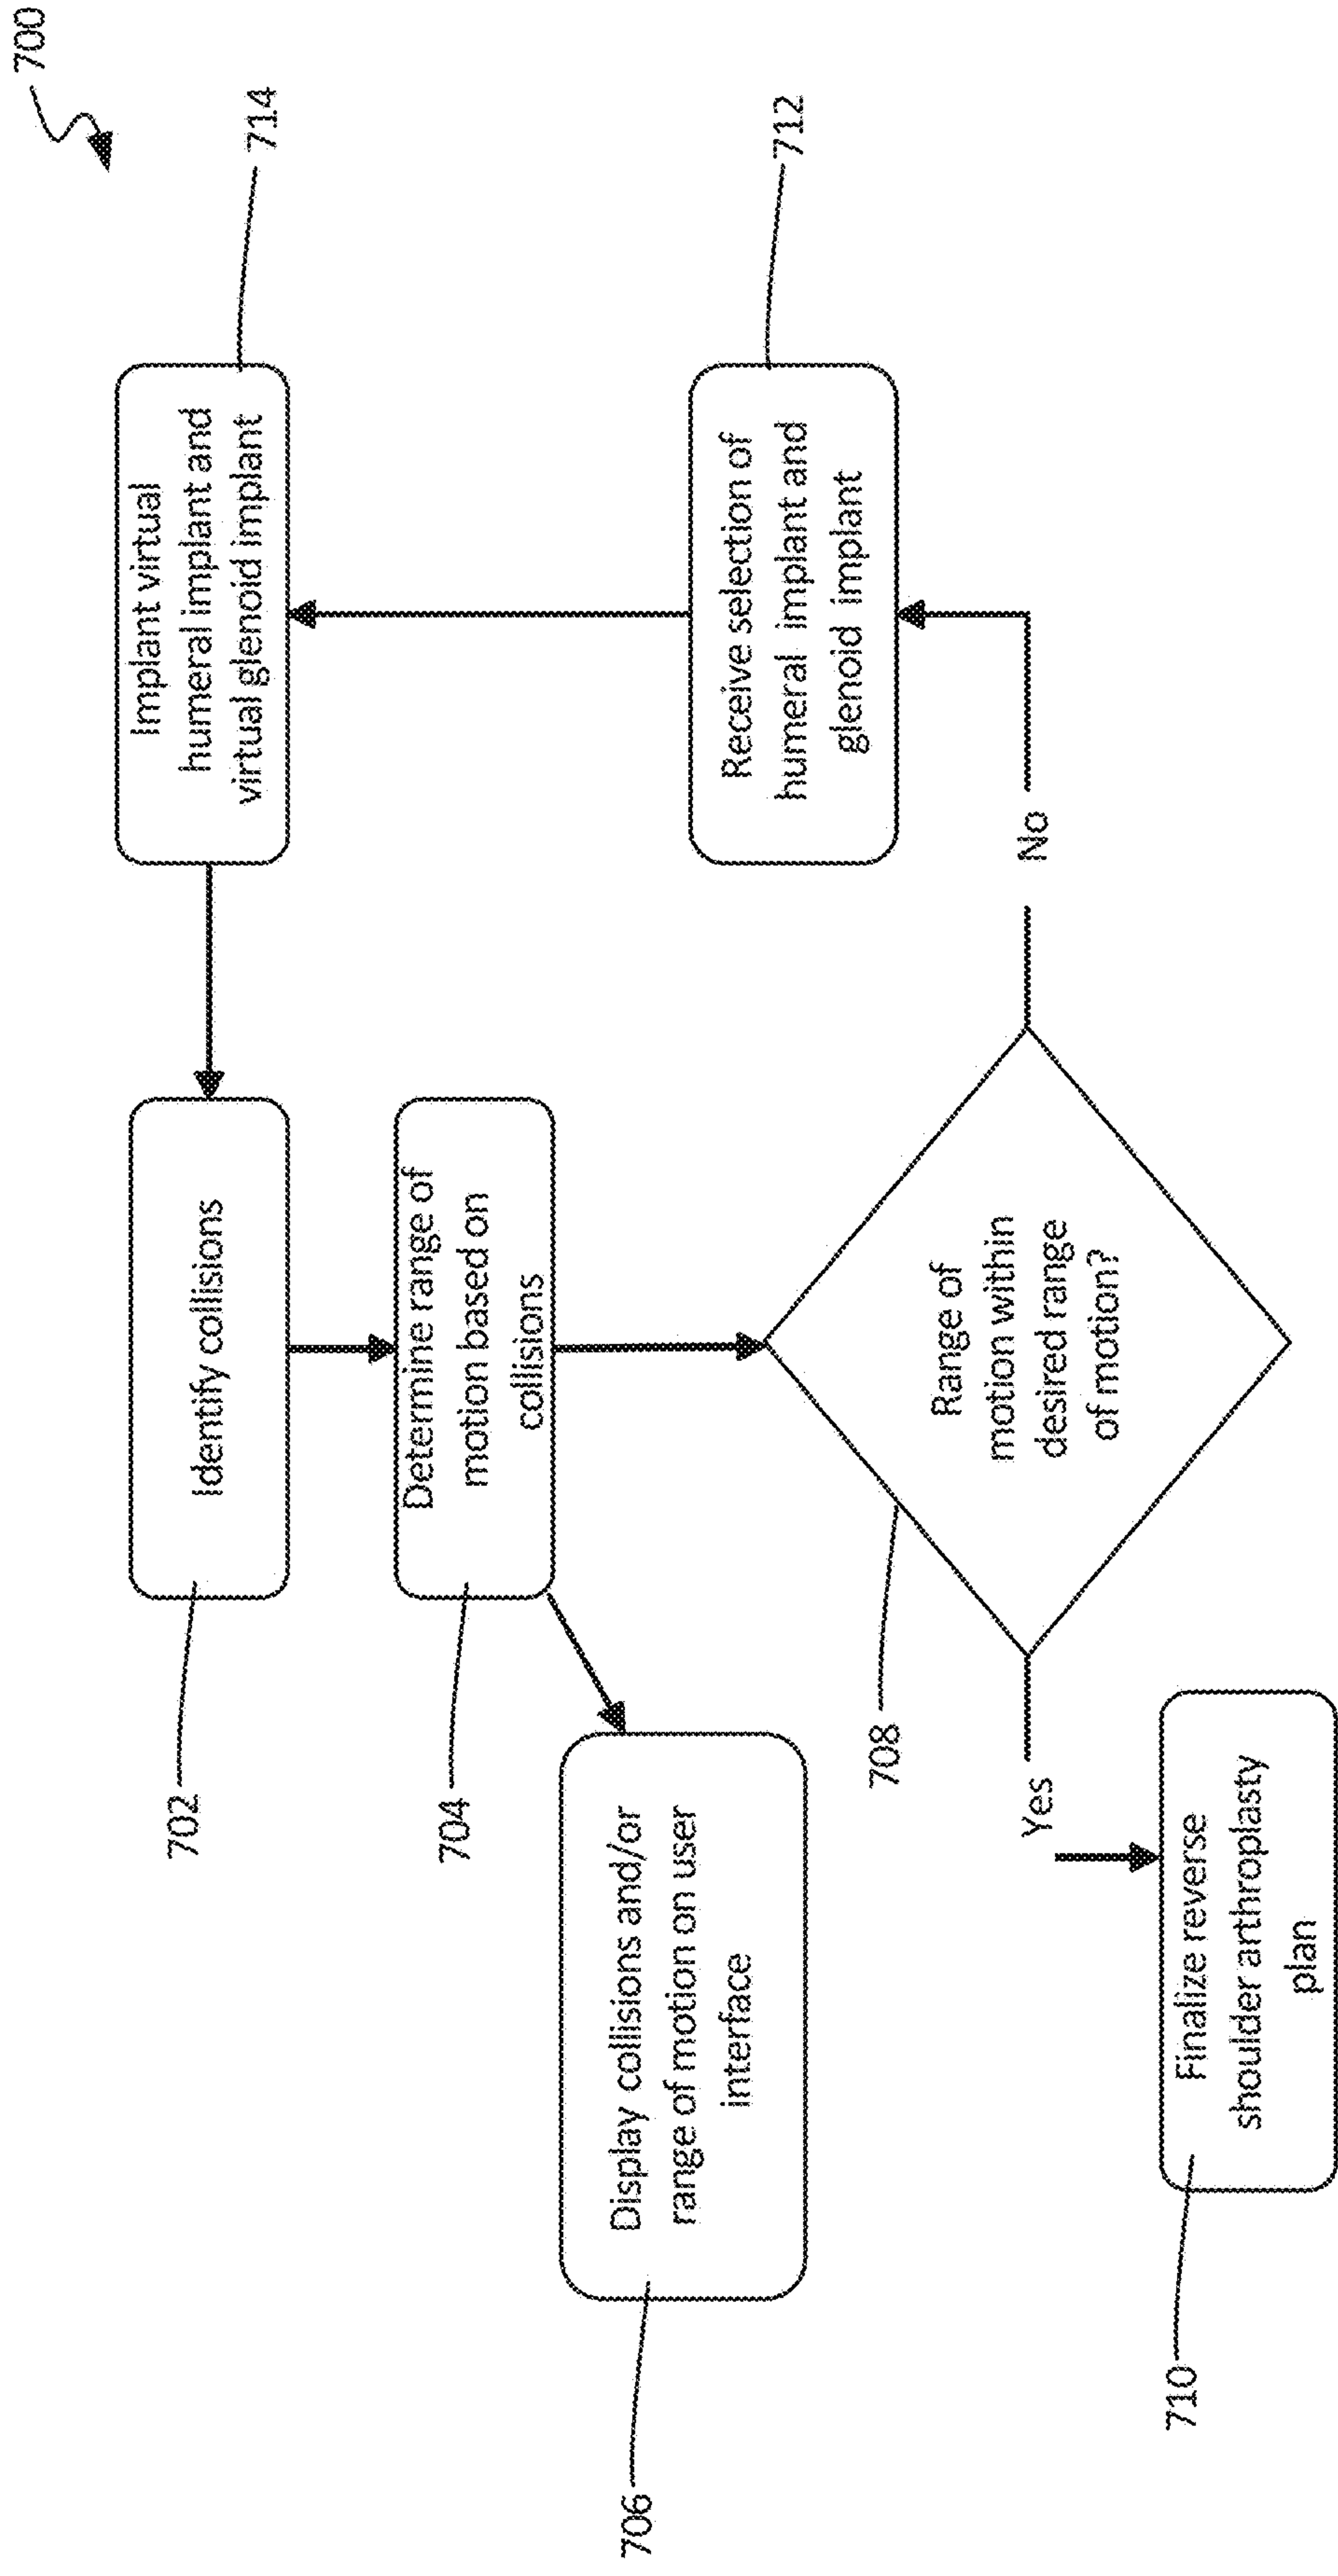 700
702
Identify collisions
714
Implant virtual
humeral implant and
virtual glenoid implant
704
Determine range of
motion based on
collisions
706
Display collisions and/or
range of motion on user
interface
712
Receive selection of
humeral implant and
glenoid implant
708
Range of
motion within
desired range
of motion?
Yes
No
710
Finalize reverse
shoulder arthroplasty
plan